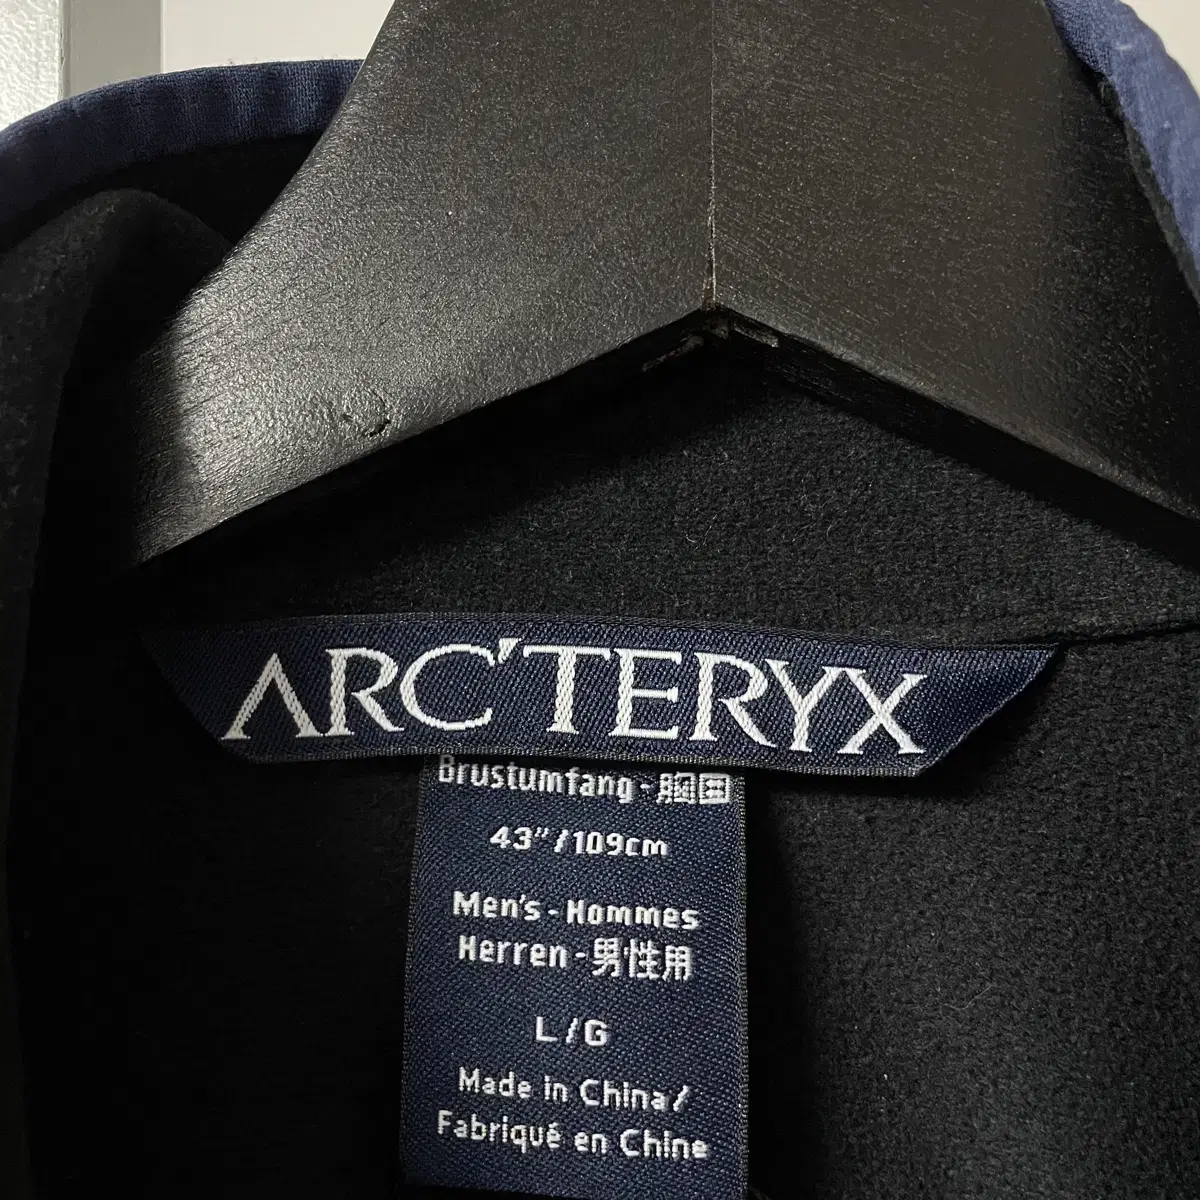 ARC'TERYX
Brustumfang - 胸囲
43"/109cm
Men's - Hommes
Herren - 男性用
L/G
Made in China/
Fabriqué en Chine